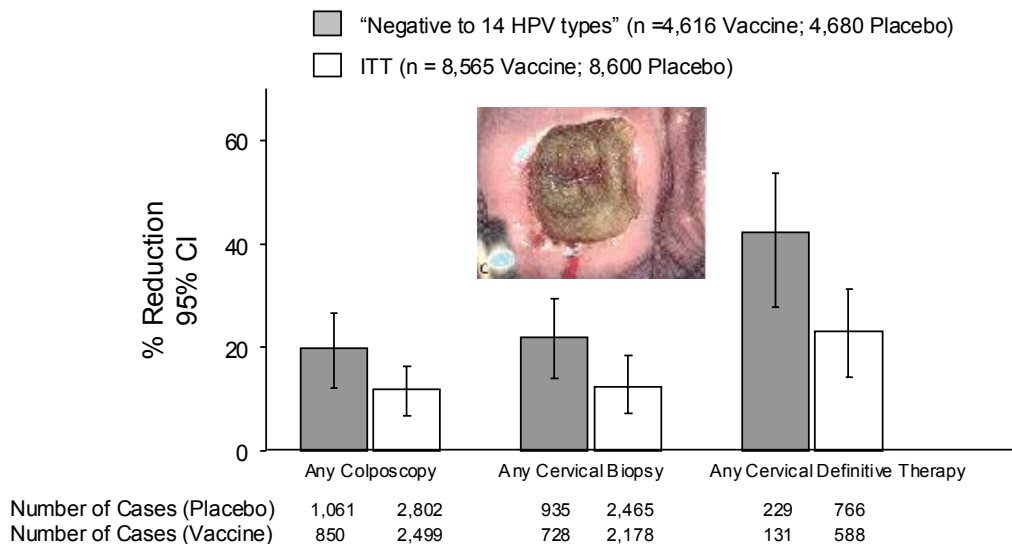 “Negative to 14 HPV types” (n =4,616 Vaccine; 4,680 Placebo)
ITT (n = 8,565 Vaccine; 8,600 Placebo)
% Reduction
95% CI
60
40
20
0
C
Any Colposcopy
Any Cervical Biopsy
Any Cervical Definitive Therapy
Number of Cases (Placebo) 1,061 2,802 935 2,465 229 766
Number of Cases (Vaccine) 850 2,499 728 2,178 131 588